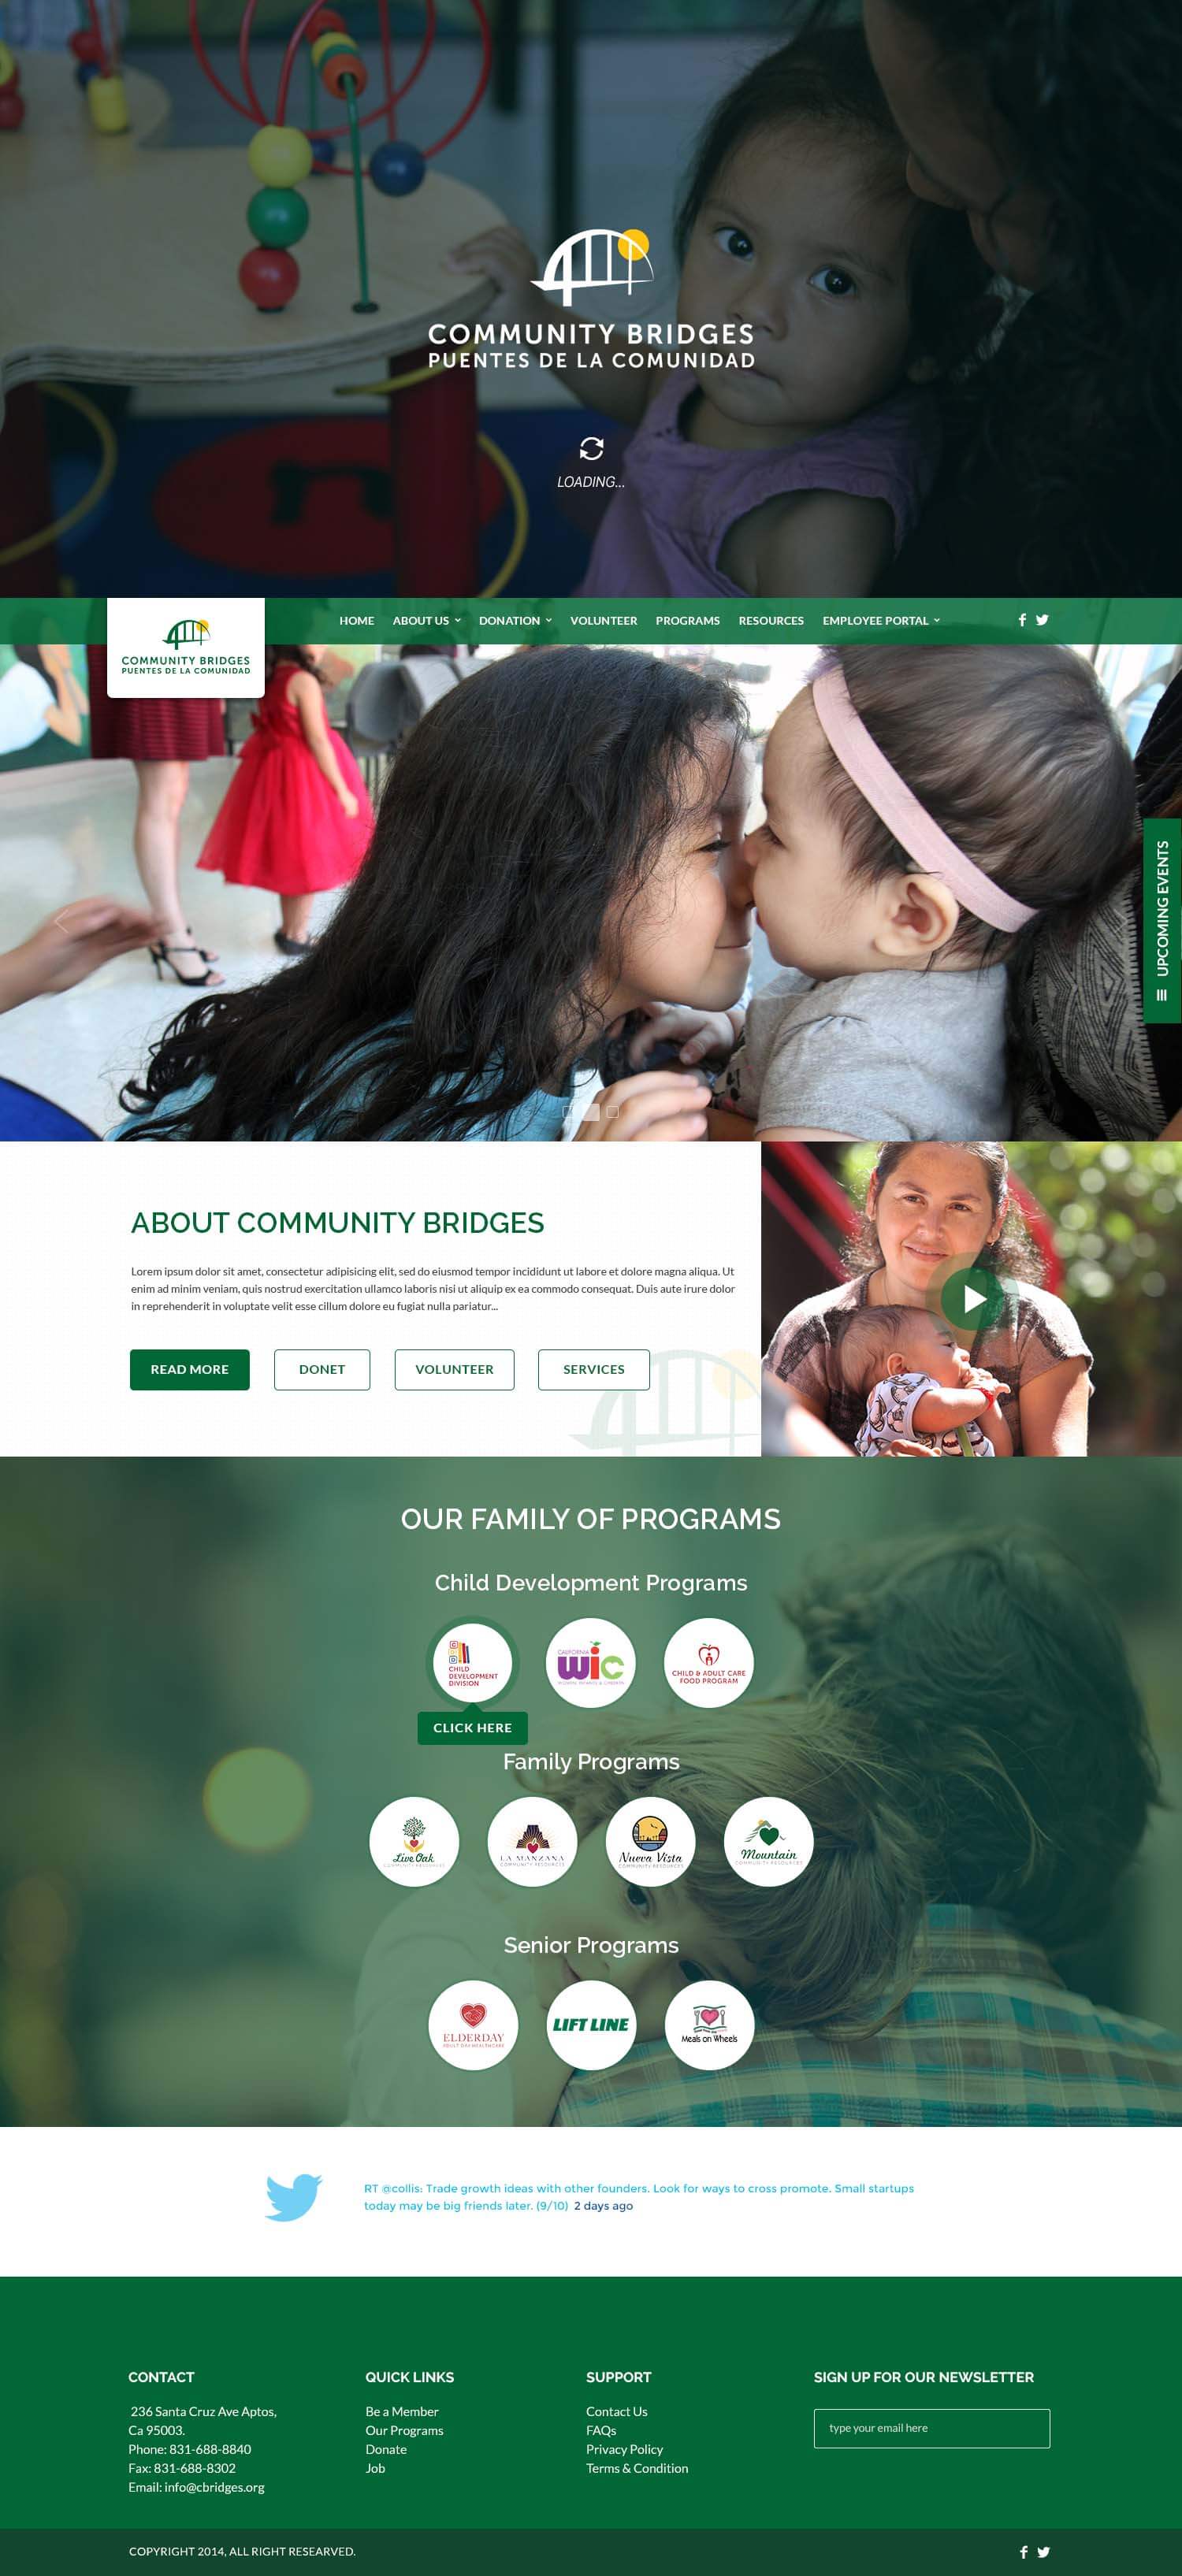 COMMUNITY BRIDGES
PUENTES DE LA COMUNIDAD
LOADING...
COMMUNITY BRIDGES
PUENTES DE LA COMUNIDAD
HOME ABOUT US DONATION VOLUNTEER PROGRAMS RESOURCES EMPLOYEE PORTAL
UPCOMING EVENTS
ABOUT COMMUNITY BRIDGES
Lorem ipsum dolor sit amet, consectetur adipisicing elit, sed do eiusmod tempor incididunt ut labore et dolore magna aliqua. Ut
enim ad minim veniam, quis nostrud exercitation ullamco laboris nisi ut aliquip ex ea commodo consequat. Duis aute irure dolor
in reprehenderit in voluptate velit esse cillum dolore eu fugiat nulla pariatur...
READ MORE DONET VOLUNTEER SERVICES
OUR FAMILY OF PROGRAMS
Child Development Programs
CDD
CHILD
DEVELOPMENT
DIVISION
CALIFORNIA
wic
WOMEN, INFANTS & CHILDREN
CHILD & ADULT CARE
FOOD PROGRAM
CLICK HERE
Family Programs
Live Oak
COMMUNITY RESOURCES
LA MANZANA
COMMUNITY RESOURCES
Nueva Vista
COMMUNITY RESOURCES
Mountain
COMMUNITY RESOURCES
Senior Programs
ELDERDAY
ADULT DAY HEALTHCARE
LIFT LINE
Meals on Wheels
RT @collis: Trade growth ideas with other founders. Look for ways to cross promote. Small startups
today may be big friends later. (9/10) 2 days ago
CONTACT
236 Santa Cruz Ave Aptos,
Ca 95003.
Phone: 831-688-8840
Fax: 831-688-8302
Email: info@cbridges.org
QUICK LINKS
Be a Member
Our Programs
Donate
Job
SUPPORT
Contact Us
FAQs
Privacy Policy
Terms & Condition
SIGN UP FOR OUR NEWSLETTER
type your email here
COPYRIGHT 2014, ALL RIGHT RESEARVED.